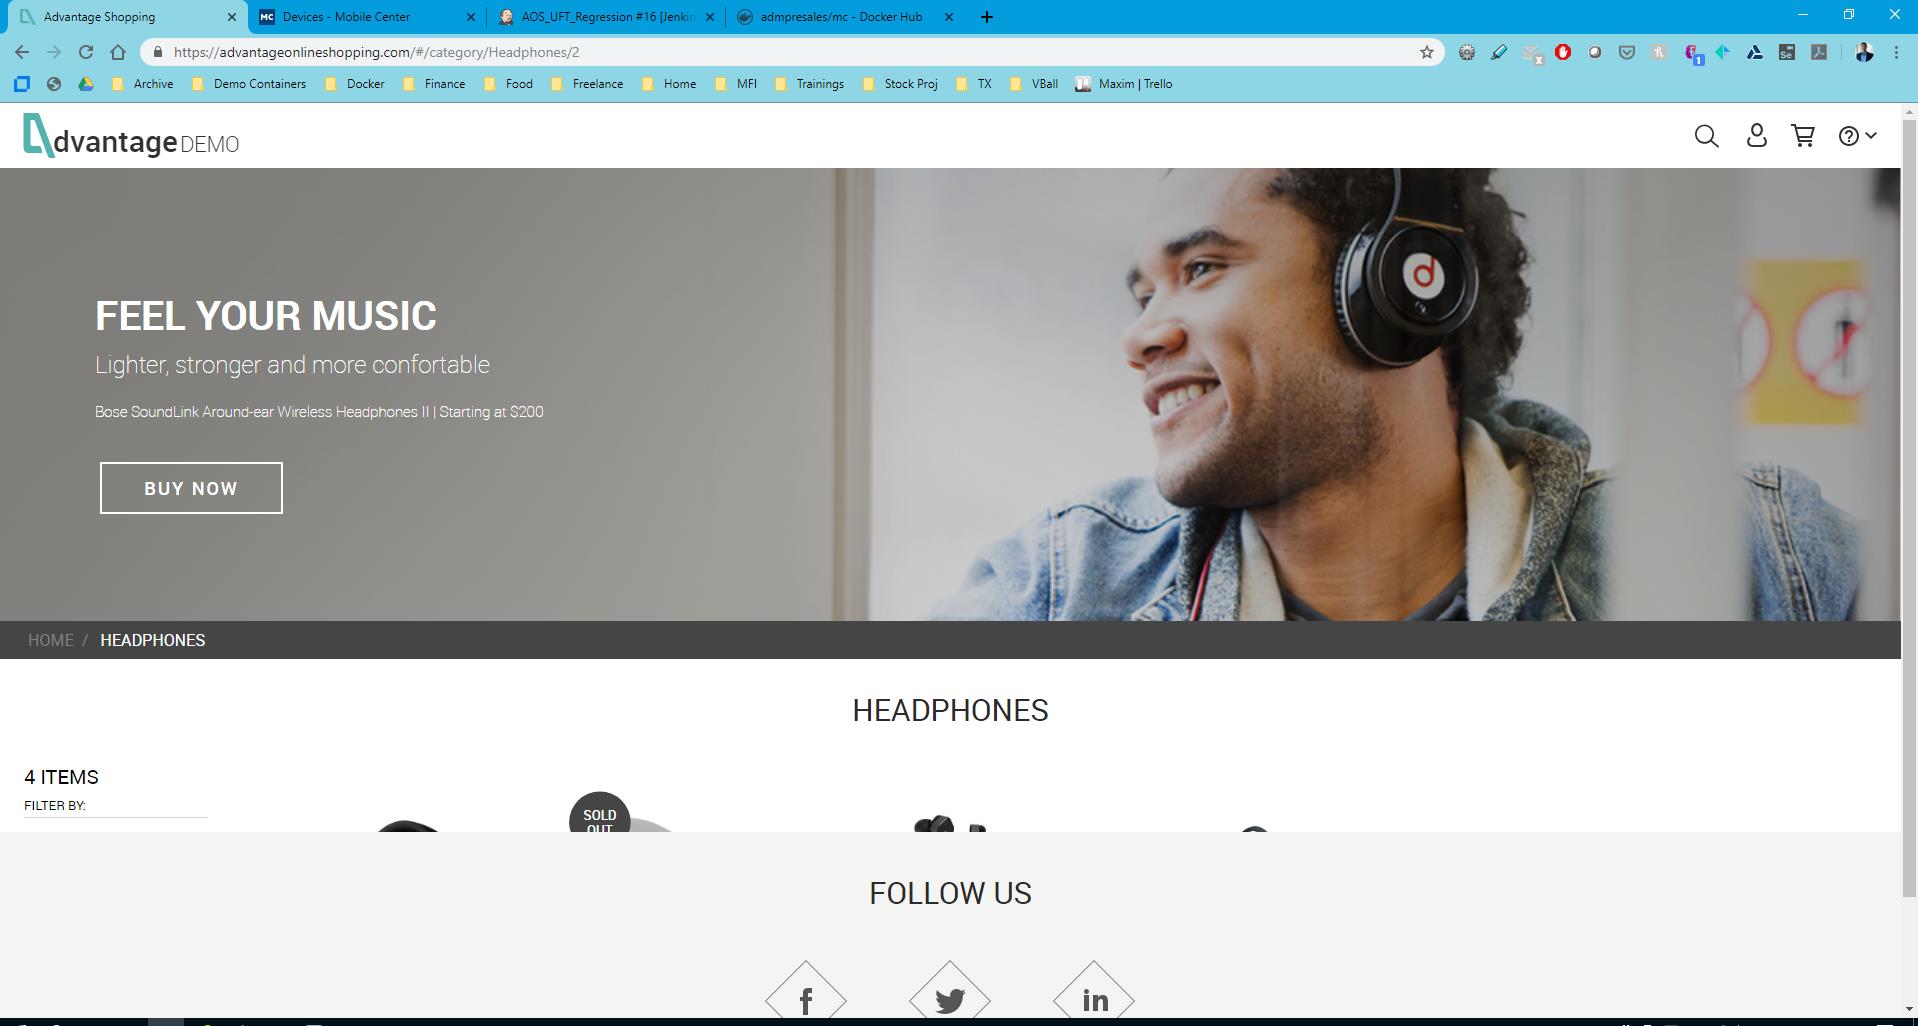 Advantage Shopping
MC Devices - Mobile Center
AOS_UFT_Regression #16 [Jenkin
admpresales/mc - Docker Hub
https://advantageonlineshopping.com/#/category/Headphones/2
Archive Demo Containers Docker Finance Food Freelance Home MFI Trainings Stock Proj TX VBall Maxim | Trello
dvantage DEMO
FEEL YOUR MUSIC
Lighter, stronger and more confortable
Bose SoundLink Around-ear Wireless Headphones II | Starting at $200
BUY NOW
HOME / HEADPHONES
HEADPHONES
4 ITEMS
FILTER BY:
SOLD
OUT
FOLLOW US
f
in